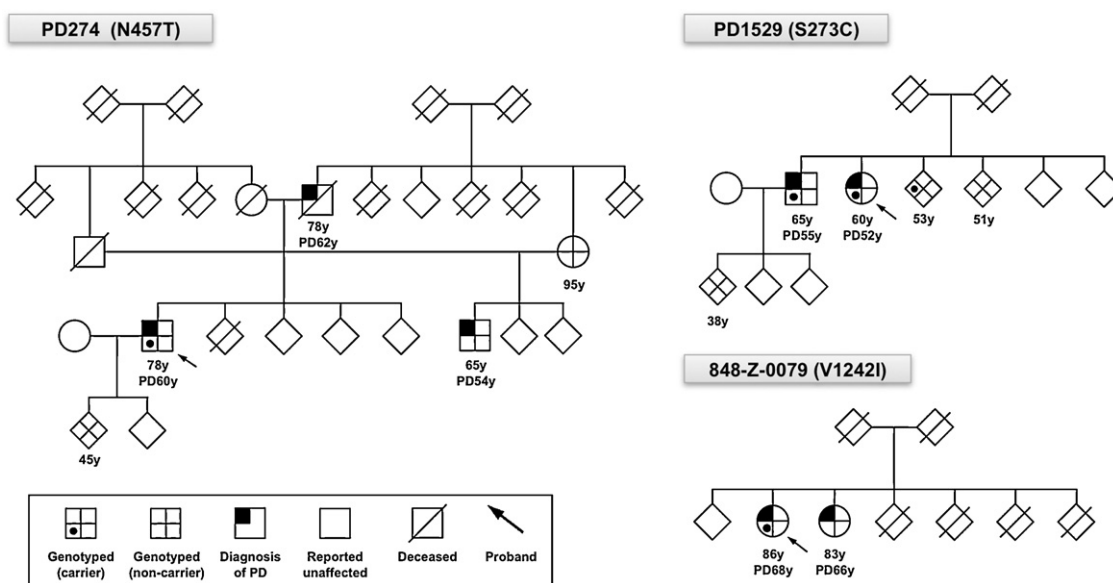 PD274 (N457T)
78y
PD62y
95y
78y
PD60y
65y
PD54y
45y
PD1529 (S273C)
65y
PD55y
60y
PD52y
53y
51y
38y
848-Z-0079 (V1242I)
86y
PD68y
83y
PD66y
Genotyped
(carrier)
Genotyped
(non-carrier)
Diagnosis
of PD
Reported
unaffected
Deceased
Proband